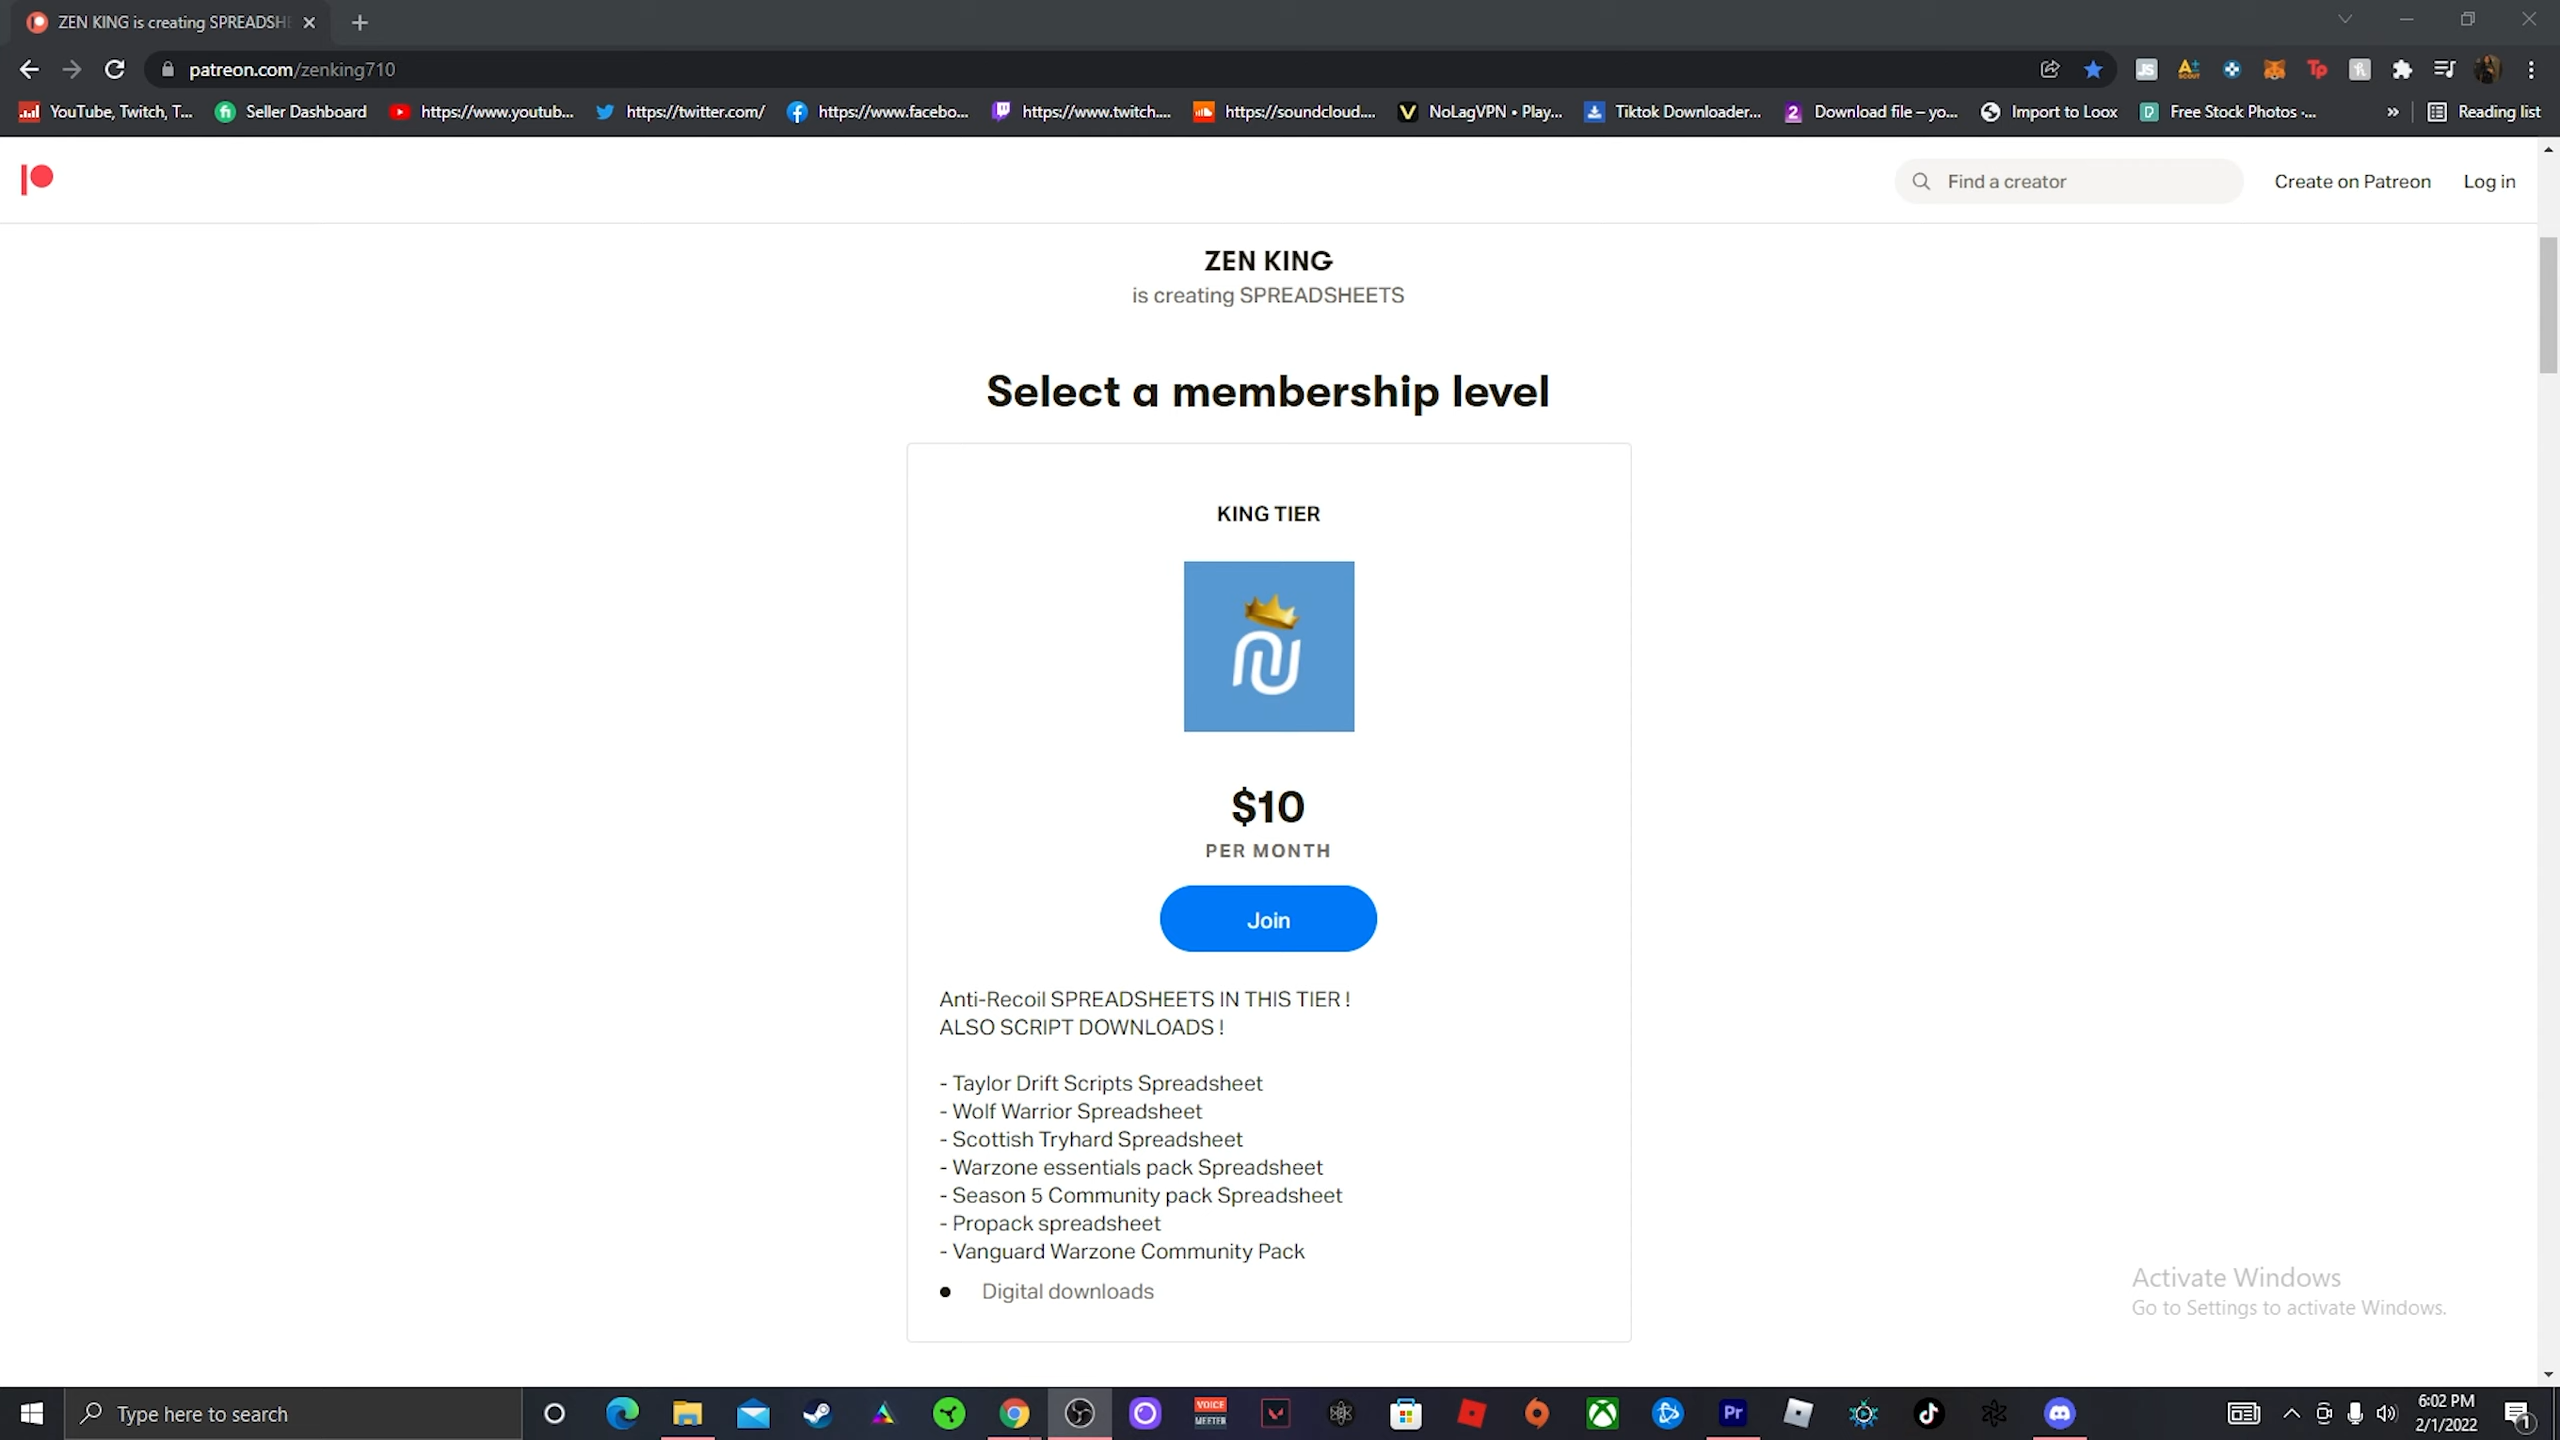 ZEN KING is creating SPREADSH
patreon.com/zenking710
YouTube, Twitch, T...
Seller Dashboard
https://www.youtub...
https://twitter.com/
https://www.facebo...
https://www.twitch....
https://soundcloud....
NoLagVPN • Play...
Tiktok Downloader...
Download file – yo...
Import to Loox
Free Stock Photos ·...
»
Reading list
Find a creator
Create on Patreon
Log in
ZEN KING
is creating SPREADSHEETS
Select a membership level
KING TIER
$10
PER MONTH
Join
Anti-Recoil SPREADSHEETS IN THIS TIER !
ALSO SCRIPT DOWNLOADS !
- Taylor Drift Scripts Spreadsheet
- Wolf Warrior Spreadsheet
- Scottish Tryhard Spreadsheet
- Warzone essentials pack Spreadsheet
- Season 5 Community pack Spreadsheet
- Propack spreadsheet
- Vanguard Warzone Community Pack
● Digital downloads
Activate Windows
Go to Settings to activate Windows.
Type here to search
VOICE
MEETER
Pr
6:02 PM
2/1/2022
1